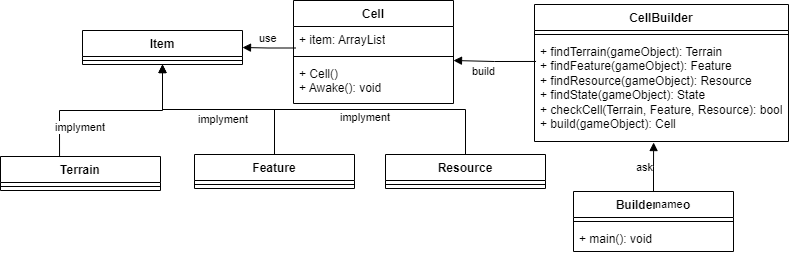 Cell
+ item: ArrayList
+ Cell()
+ Awake(): void
CellBuilder
+ findTerrain(gameObject): Terrain
+ findFeature(gameObject): Feature
+ findResource(gameObject): Resource
+ findState(gameObject): State
+ checkCell(Terrain, Feature, Resource): bool
+ build(gameObject): Cell
Item
use
build
implyment
implyment
implyment
Terrain
Feature
Resource
ask
name
+ main(): void